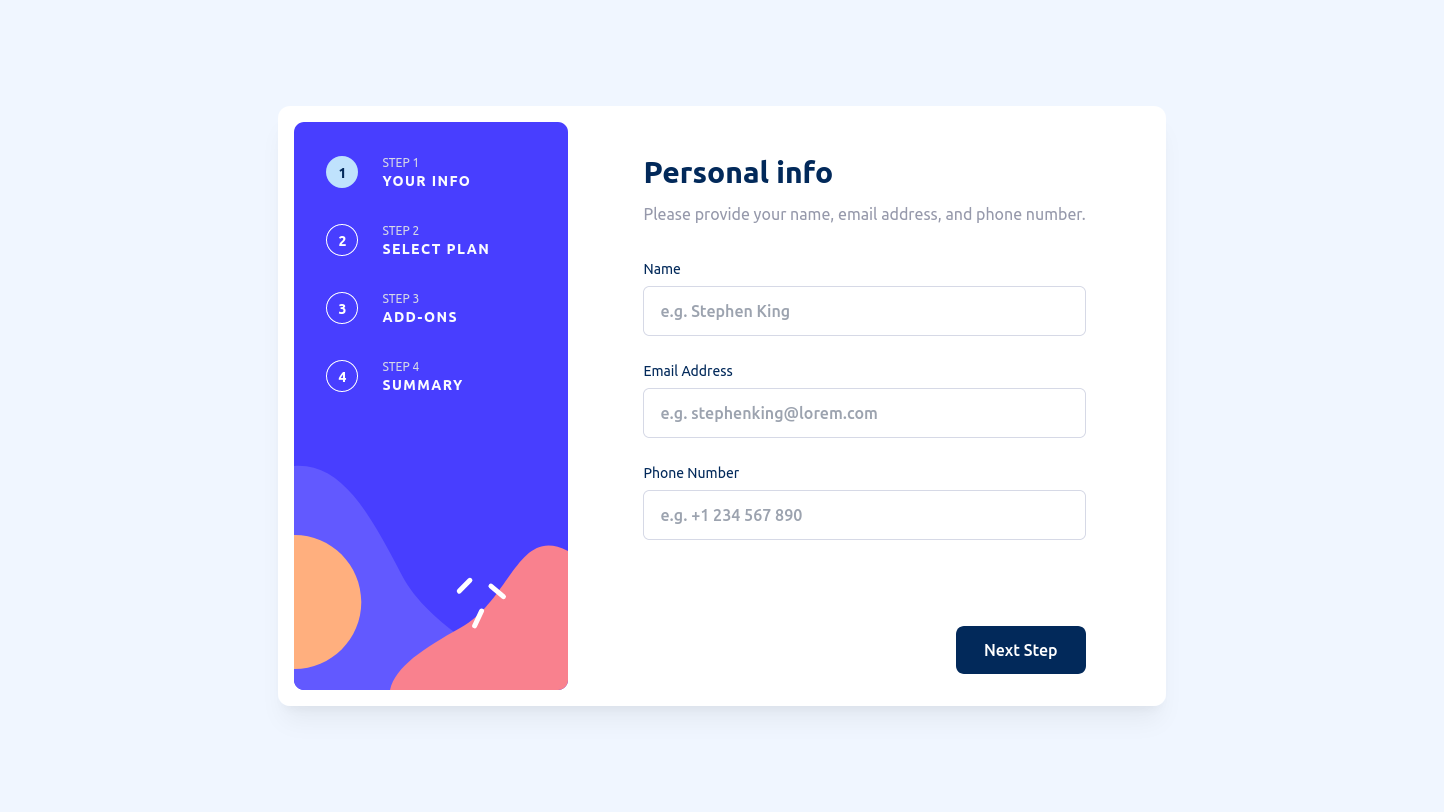 1
STEP 1
YOUR INFO
2
STEP 2
SELECT PLAN
3
STEP 3
ADD-ONS
4
STEP 4
SUMMARY
Personal info
Please provide your name, email address, and phone number.
Name
e.g. Stephen King
Email Address
e.g. stephenking@lorem.com
Phone Number
e.g. +1 234 567 890
Next Step